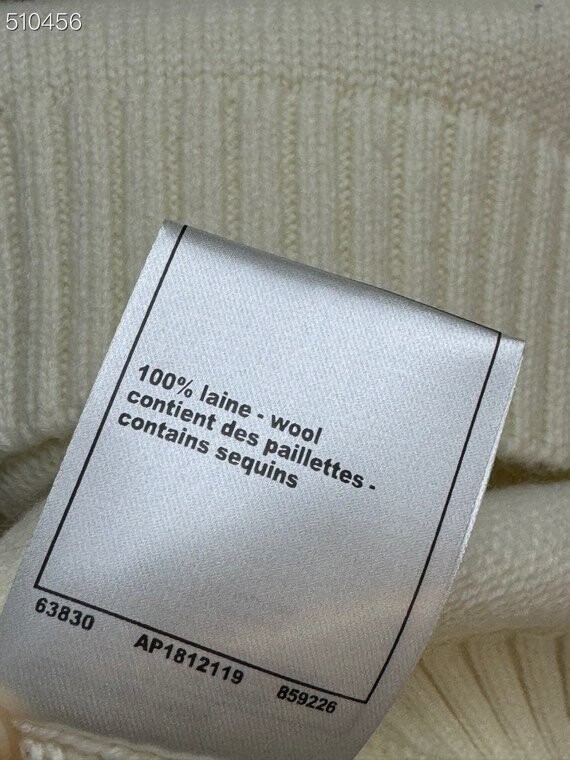 510456
100% laine - wool
contient des paillettes -
contains sequins
63830
AP1812119
859226